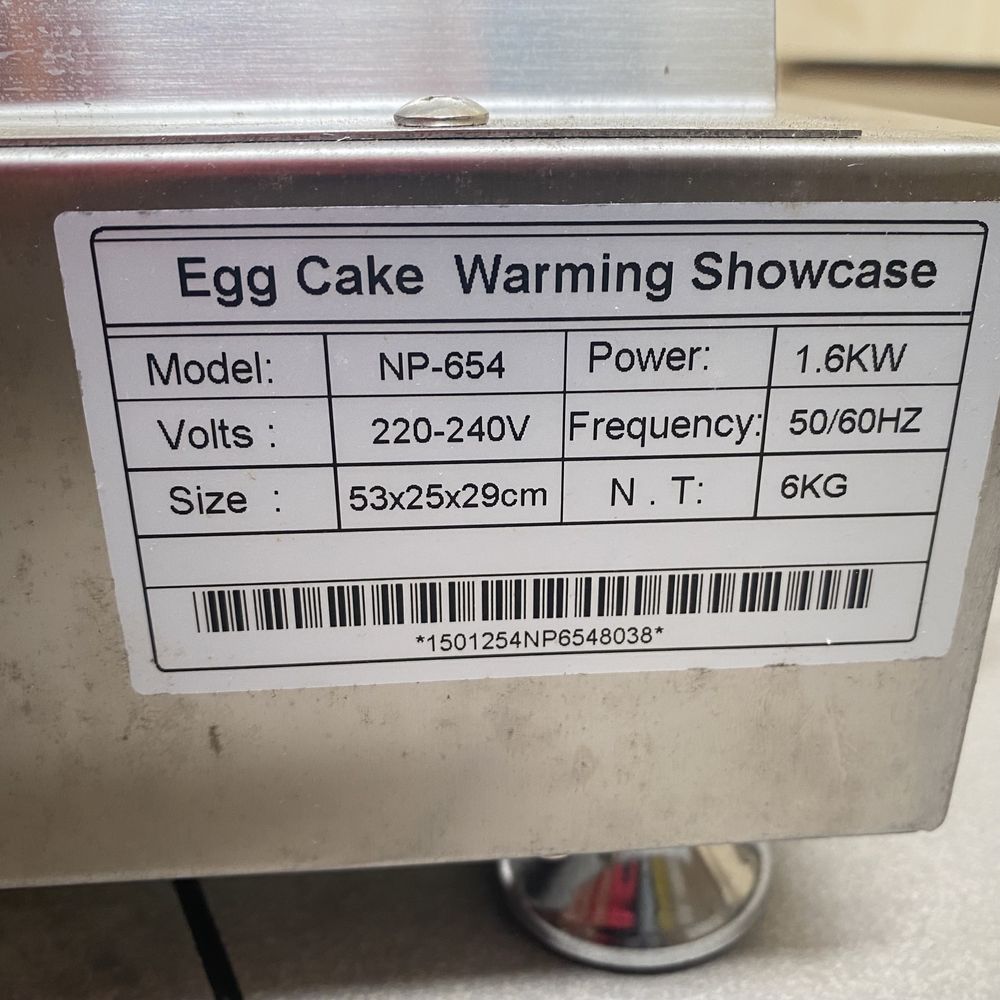 Egg Cake Warming Showcase
Model: NP-654 Power: 1.6KW
Volts : 220-240V Frequency: 50/60HZ
Size : 53x25x29cm N . T: 6KG
*1501254NP6548038*